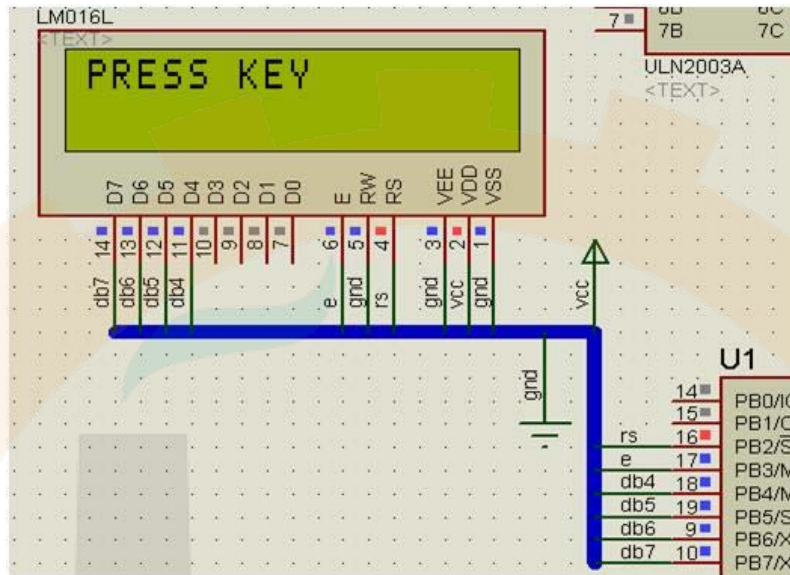 LM016L
<TEXT>
PRESS KEY
D7 D6 D5 D4 D3 D2 D1 D0 E RW RS VEE VDD VSS
14 13 12 11 10 9 8 7 6 5 4 3 2 1
db7 db6 db5 db4 e gnd rs gnd vcc gnd
7
7B 7C
ULN2003A
<TEXT>
vcc
gnd
U1
14 PB0/IC
15 PB1/
rs 16 PB2/
e 17 PB3/M
db4 18 PB4/M
db5 19 PB5/S
db6 9 PB6/X
db7 10 PB7/X